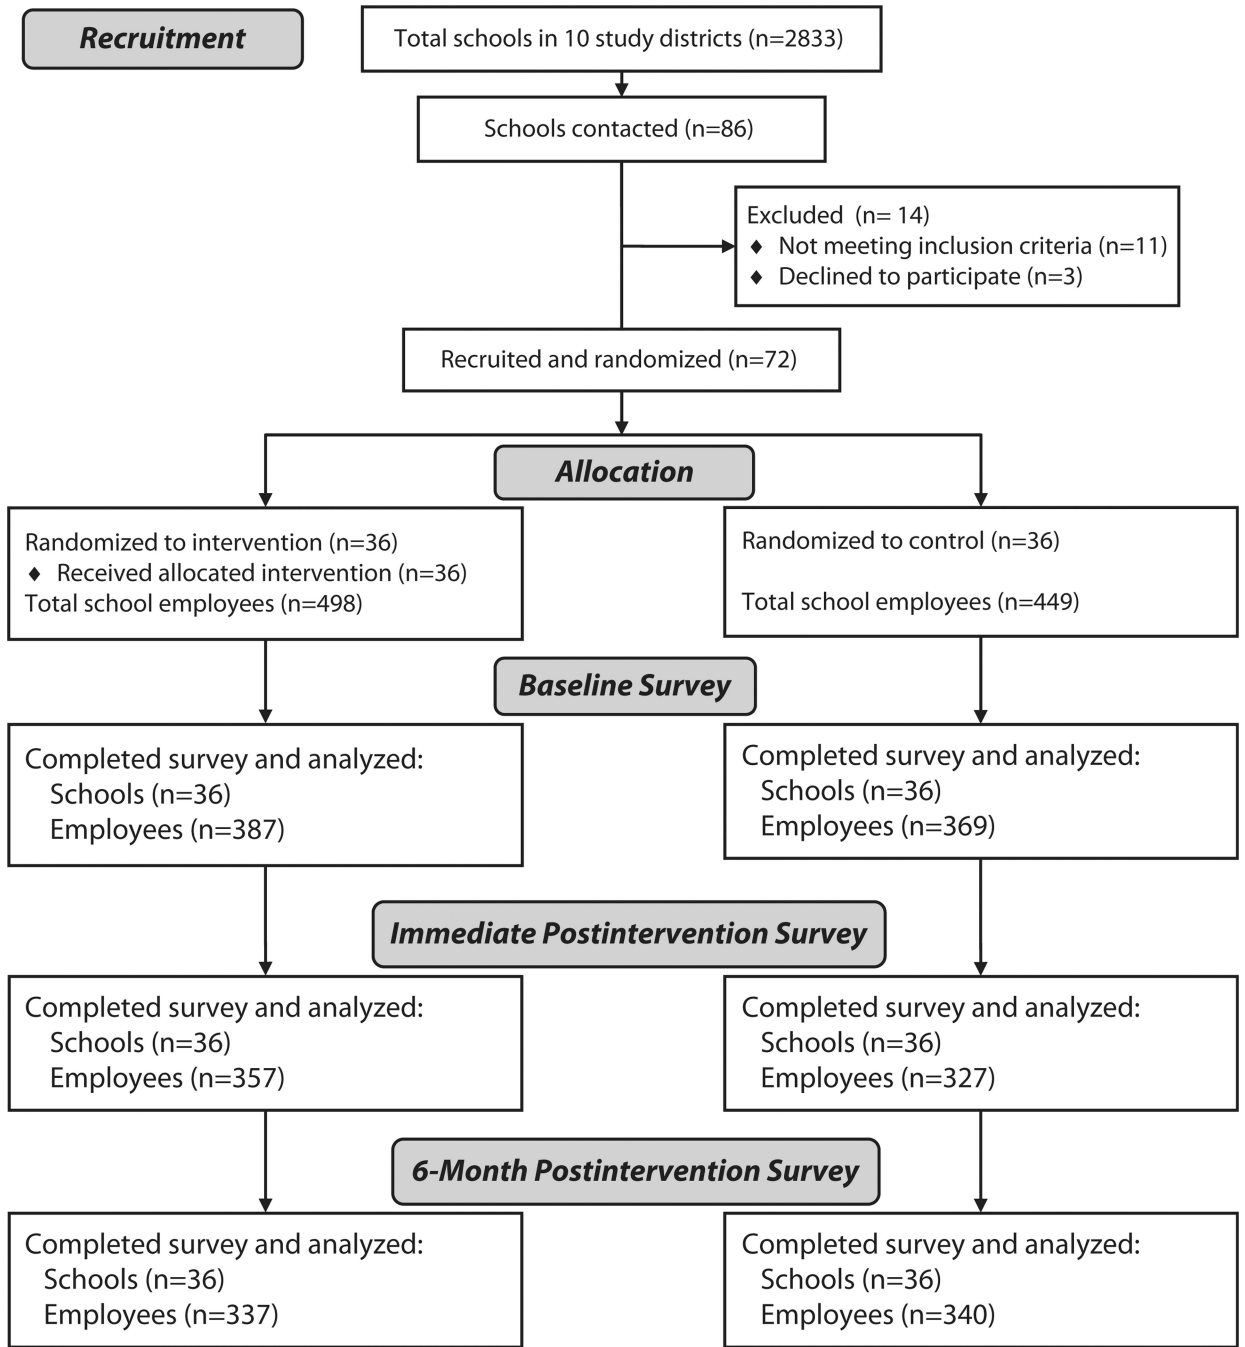 Recruitment
Total schools in 10 study districts (n=2833)
Schools contacted (n=86)
Excluded (n= 14)
♦ Not meeting inclusion criteria (n=11)
♦ Declined to participate (n=3)
Recruited and randomized (n=72)
Allocation
Randomized to intervention (n=36)
♦ Received allocated intervention (n=36)
Total school employees (n=498)
Randomized to control (n=36)
Total school employees (n=449)
Baseline Survey
Completed survey and analyzed:
Schools (n=36)
Employees (n=387)
Completed survey and analyzed:
Schools (n=36)
Employees (n=369)
Immediate Postintervention Survey
Completed survey and analyzed:
Schools (n=36)
Employees (n=357)
Completed survey and analyzed:
Schools (n=36)
Employees (n=327)
6-Month Postintervention Survey
Completed survey and analyzed:
Schools (n=36)
Employees (n=337)
Completed survey and analyzed:
Schools (n=36)
Employees (n=340)